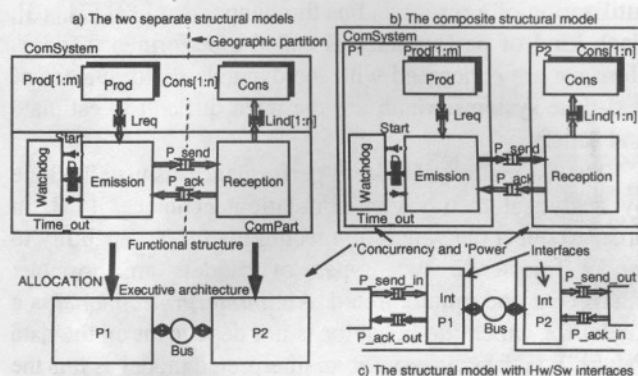 a) The two separate structural models
b) The composite structural model
Geographic partition
ComSystem
Prod[1:m]
Cons[1:n]
Prod
Cons
Lreq
Lind[1:n]
Start
P_send
Watchdog
Emission
P_ack
Reception
Time_out
ComPart
Functional structure
ALLOCATION
Executive architecture
P1
P2
Bus
ComSystem
P1
Prod[1:m]
P2
Cons[1:n]
Prod
Cons
Lreq
Lind[1:n]
Start
P_send
Watchdog
Emission
P_ack
Reception
Time_out
'Concurrency and 'Power'
Interfaces
P_send_in
P_send_out
Int
Int
P_ack_out
Bus
P2
P_ack_in
c) The structural model with Hw/Sw interfaces